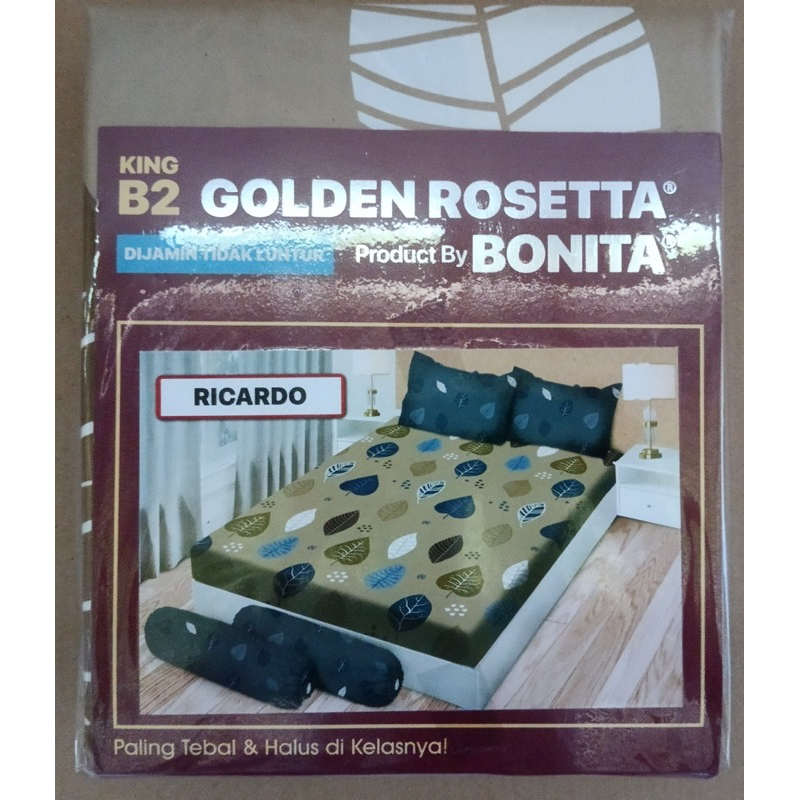 KING
B2 GOLDEN ROSETTA®
DIJAMIN TIDAK LUNTUR
Product By BONITA®
RICARDO
Paling Tebal & Halus di Kelasnya!